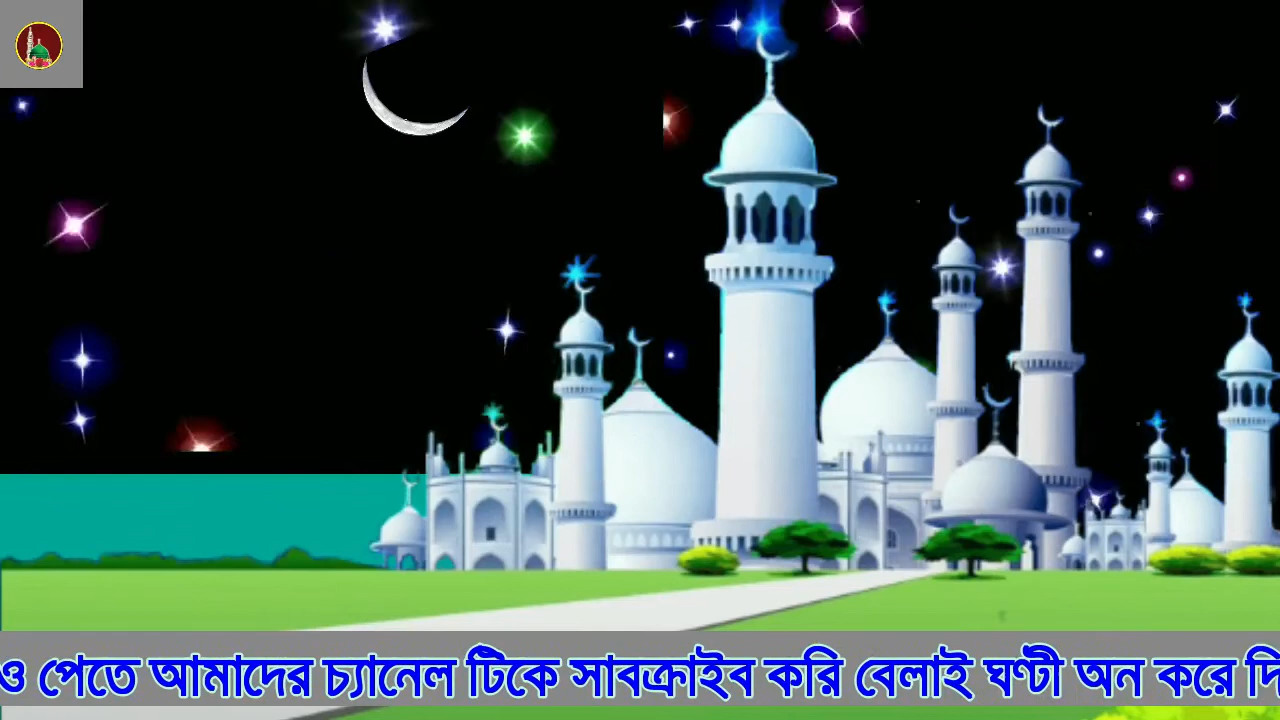 ও পেতে আমাদের চ্যানেল টিকে সাবক্রাইব করি বেলাই ঘণ্টী অন করে দি